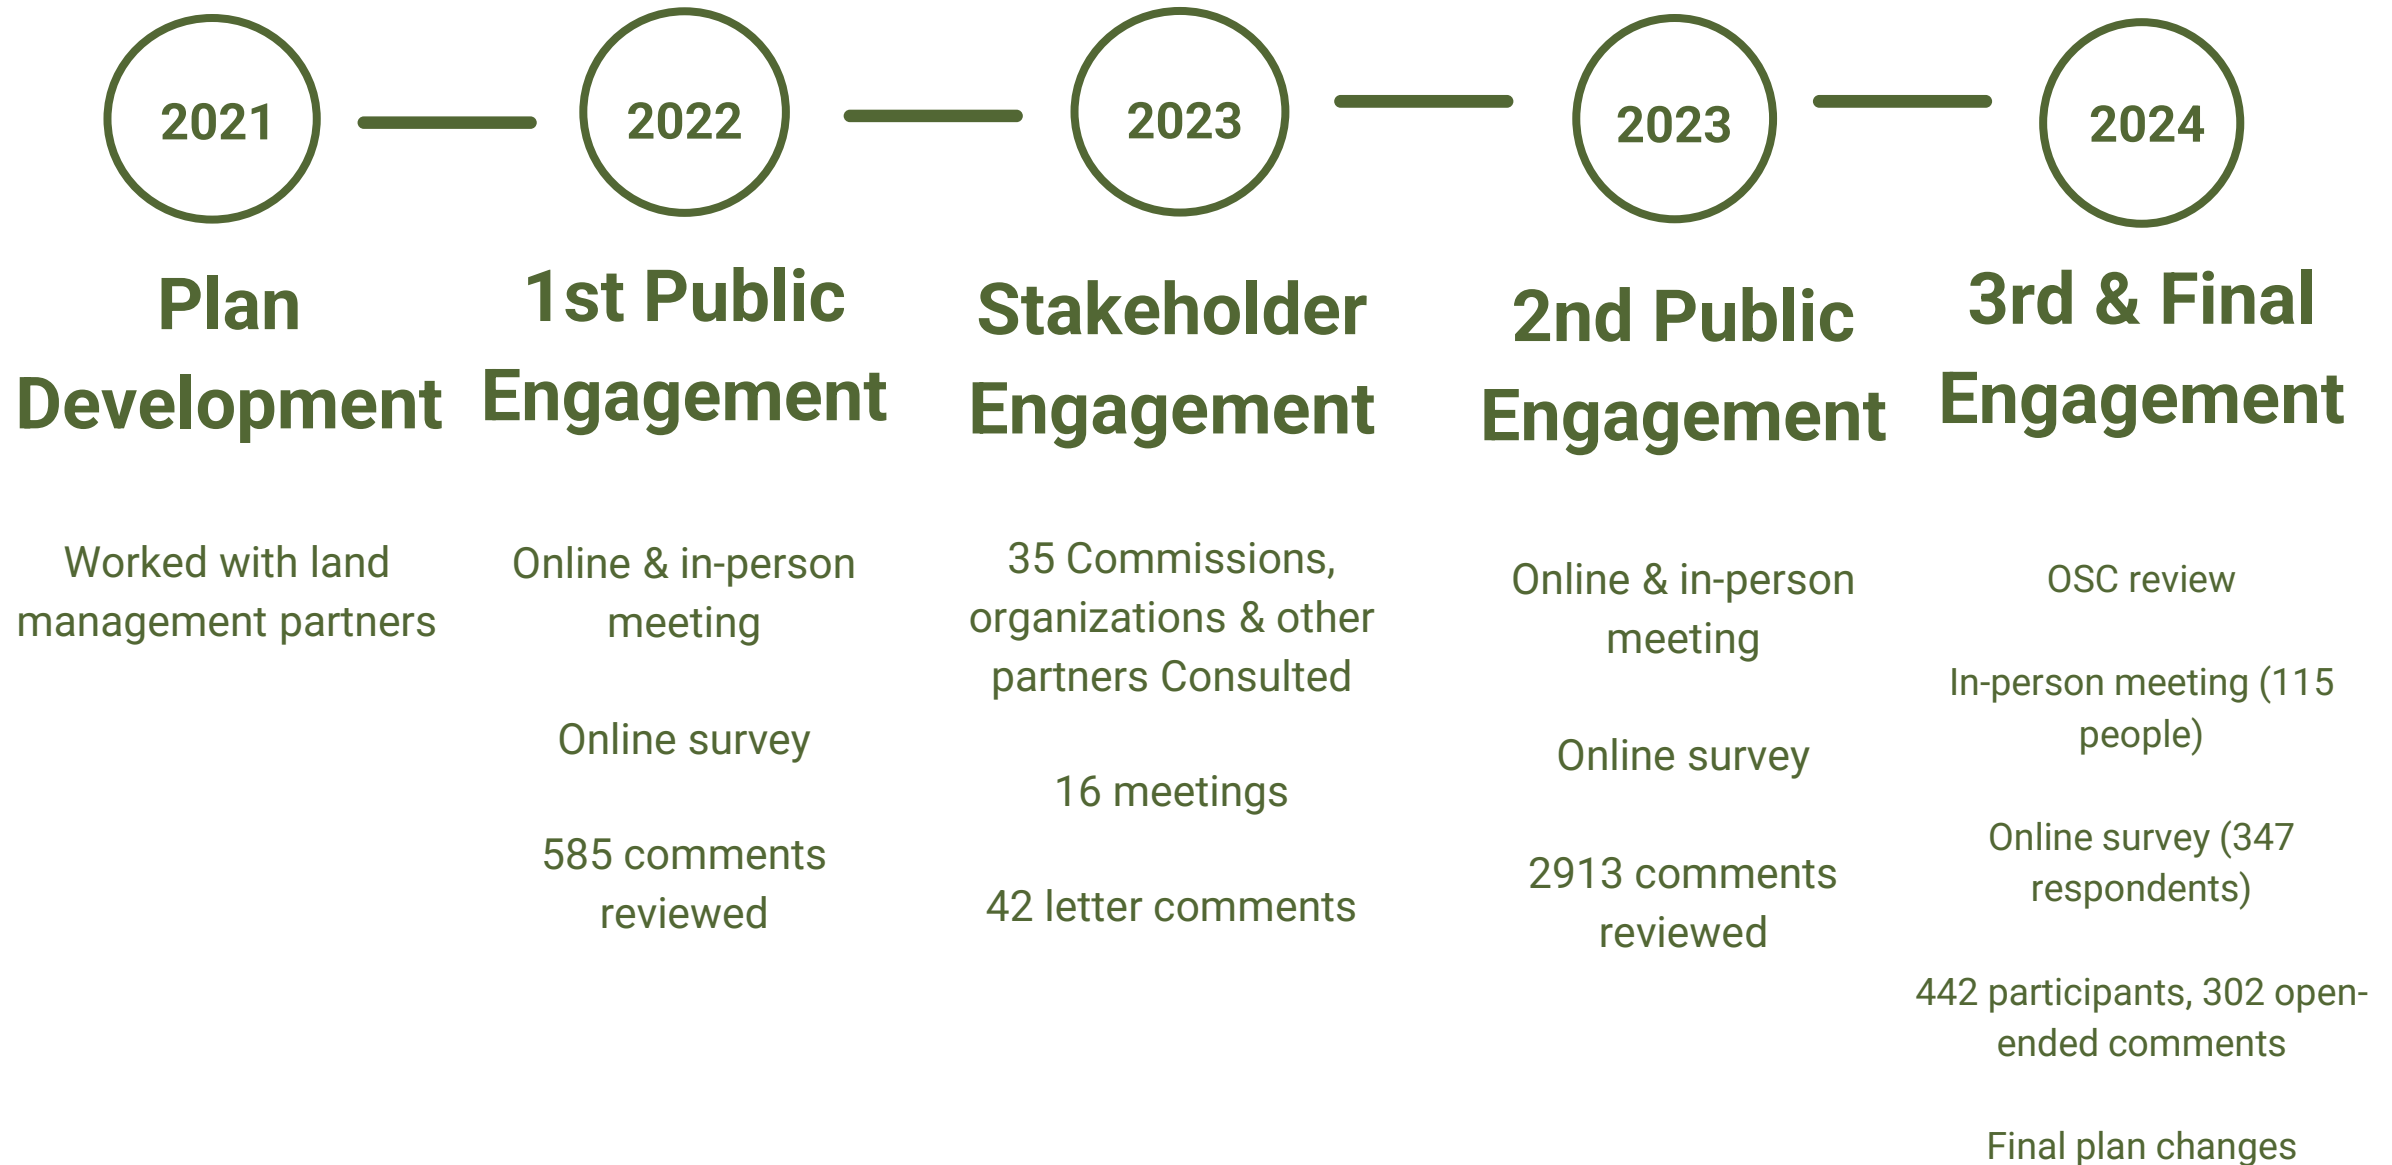 2021
Plan
Development
Worked with land
management partners
2022
1st Public
Engagement
Online & in-person
meeting
Online survey
585 comments
reviewed
2023
Stakeholder
Engagement
35 Commissions,
organizations & other
partners Consulted
16 meetings
42 letter comments
2023
2nd Public
Engagement
Online & in-person
meeting
Online survey
2913 comments
reviewed
2024
3rd & Final
Engagement
OSC review
In-person meeting (115
people)
Online survey (347
respondents)
442 participants, 302 open-
ended comments
Final plan changes